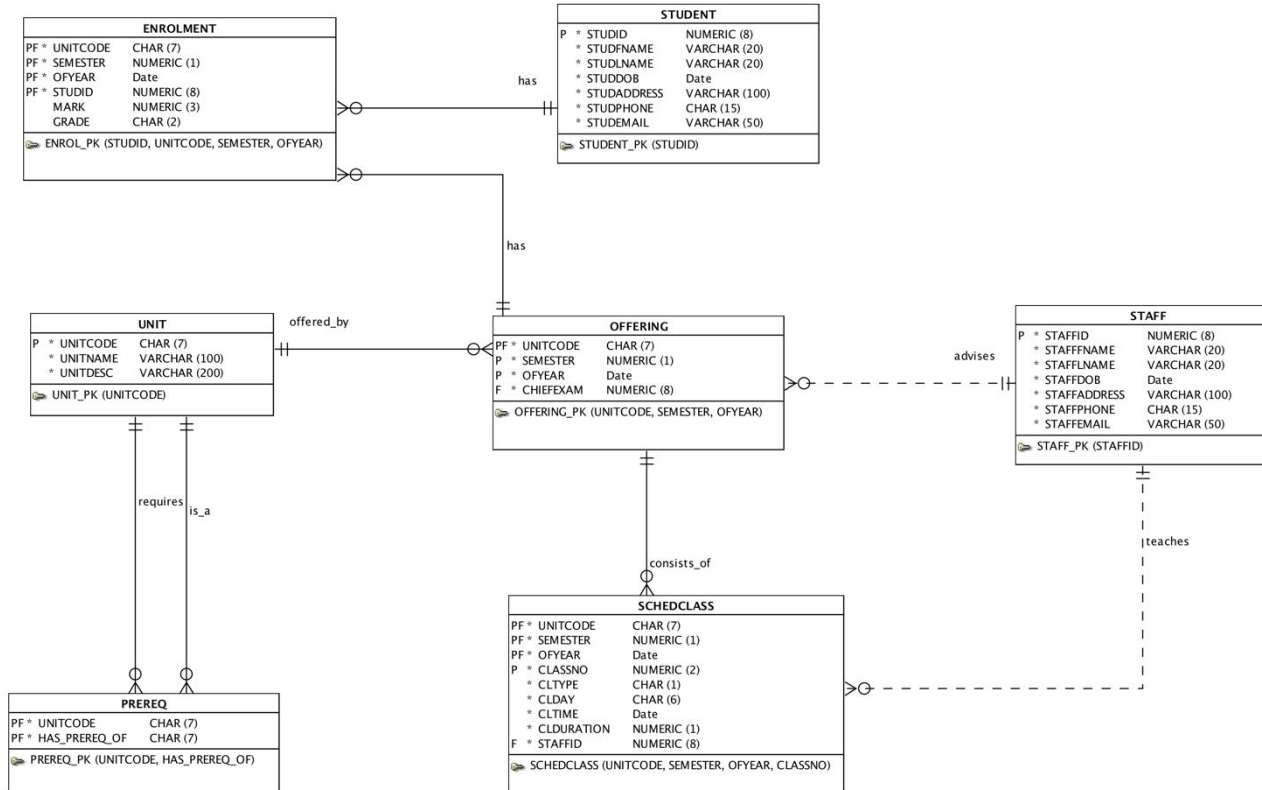 ENROLMENT
PF * UNITCODE CHAR (7)
PF * SEMESTER NUMERIC (1)
PF * OFYEAR Date
PF * STUDID NUMERIC (8)
MARK NUMERIC (3)
GRADE CHAR (2)
ENROL_PK (STUDID, UNITCODE, SEMESTER, OFYEAR)
has
STUDENT
P * STUDID NUMERIC (8)
* STUDFNAME VARCHAR (20)
* STUDLNAME VARCHAR (20)
* STUDDOB Date
* STUDADDRESS VARCHAR (100)
* STUDPHONE CHAR (15)
* STUDEMAIL VARCHAR (50)
STUDENT_PK (STUDID)
has
UNIT
P * UNITCODE CHAR (7)
* UNITNAME VARCHAR (100)
* UNITDESC VARCHAR (200)
UNIT_PK (UNITCODE)
offered_by
OFFERING
PF * UNITCODE CHAR (7)
P * SEMESTER NUMERIC (1)
P * OFYEAR Date
F * CHIEFEXAM NUMERIC (8)
OFFERING_PK (UNITCODE, SEMESTER, OFYEAR)
advises
STAFF
P * STAFFID NUMERIC (8)
* STAFFFNAME VARCHAR (20)
* STAFFLNAME VARCHAR (20)
* STAFFDOB Date
* STAFFADDRESS VARCHAR (100)
* STAFFPHONE CHAR (15)
* STAFFEMAIL VARCHAR (50)
STAFF_PK (STAFFID)
requires
is_a
consists_of
teaches
PREREQ
PF * UNITCODE CHAR (7)
PF * HAS_PREREQ_OF CHAR (7)
PREREQ_PK (UNITCODE, HAS_PREREQ_OF)
SCHEDCLASS
PF * UNITCODE CHAR (7)
PF * SEMESTER NUMERIC (1)
PF * OFYEAR Date
P * CLASSNO NUMERIC (2)
* CLTYPE CHAR (1)
* CLDAY CHAR (6)
* CLTIME Date
* CLDURATION NUMERIC (1)
F * STAFFID NUMERIC (8)
SCHEDCLASS (UNITCODE, SEMESTER, OFYEAR, CLASSNO)